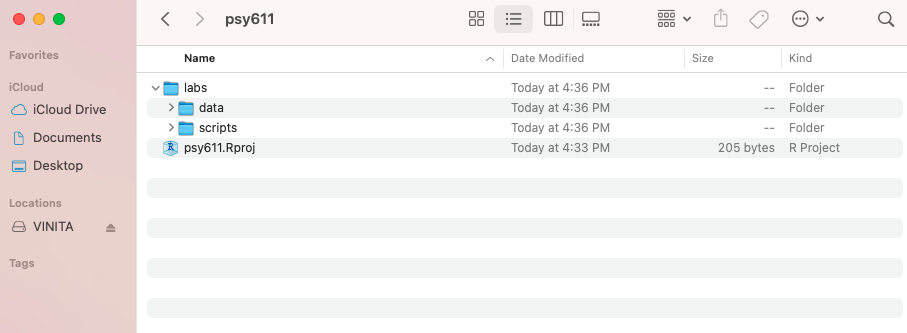 psy611
Favorites
iCloud
iCloud Drive
Documents
Desktop
Locations
VINITA
Tags
Name Date Modified Size Kind
labs Today at 4:36 PM -- Folder
data Today at 4:36 PM -- Folder
scripts Today at 4:36 PM -- Folder
psy611.Rproj Today at 4:33 PM 205 bytes R Project